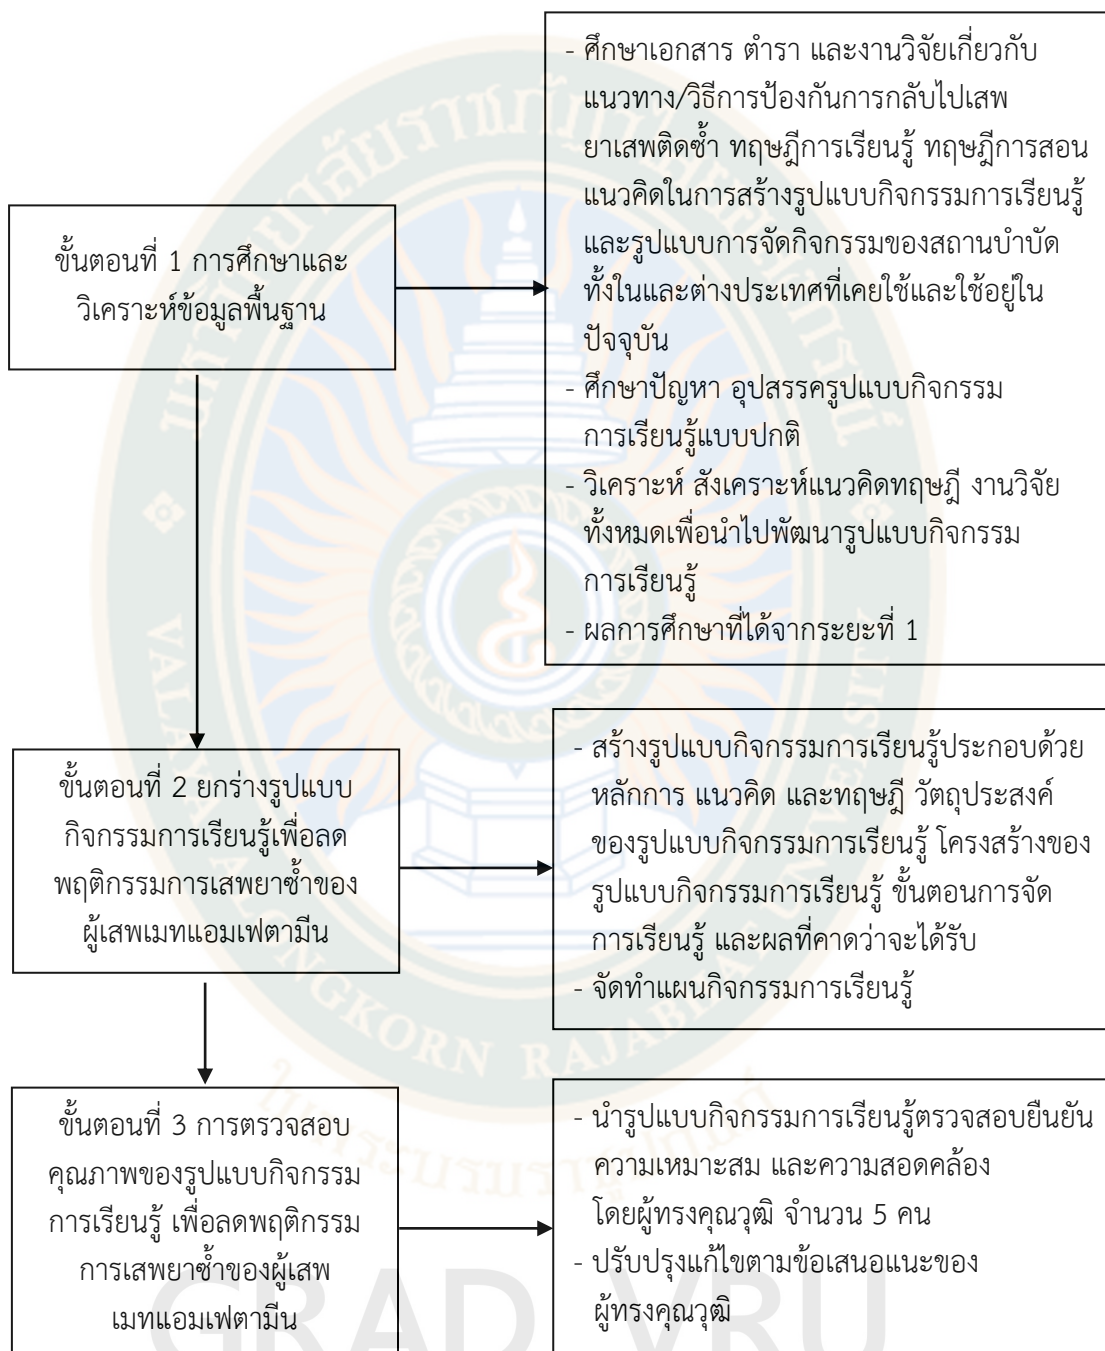 - ศึกษาเอกสาร ตำรา และงานวิจัยเกี่ยวกับ
แนวทาง/วิธีการป้องกันการกลับไปเสพ
ยาเสพติดซ้ำ ทฤษฎีการเรียนรู้ ทฤษฎีการสอน
แนวคิดในการสร้างรูปแบบกิจกรรมการเรียนรู้
และรูปแบบการจัดกิจกรรมของสถานบำบัด
ทั้งในและต่างประเทศที่เคยใช้และใช้อยู่ใน
ปัจจุบัน
- ศึกษาปัญหา อุปสรรครูปแบบกิจกรรม
การเรียนรู้แบบปกติ
- วิเคราะห์ สังเคราะห์แนวคิดทฤษฎี งานวิจัย
ทั้งหมดเพื่อนำไปพัฒนารูปแบบกิจกรรม
การเรียนรู้
- ผลการศึกษาที่ได้จากระยะที่ 1
ขั้นตอนที่ 1 การศึกษาและ
วิเคราะห์ข้อมูลพื้นฐาน
ขั้นตอนที่ 2 ยกร่างรูปแบบ
กิจกรรมการเรียนรู้เพื่อลด
พฤติกรรมการเสพยาซ้ำของ
ผู้เสพเมทแอมเฟตามีน
- สร้างรูปแบบกิจกรรมการเรียนรู้ประกอบด้วย
หลักการ แนวคิด และทฤษฎี วัตถุประสงค์
ของรูปแบบกิจกรรมการเรียนรู้ โครงสร้างของ
รูปแบบกิจกรรมการเรียนรู้ ขั้นตอนการจัด
การเรียนรู้ และผลที่คาดว่าจะได้รับ
- จัดทำแผนกิจกรรมการเรียนรู้
ขั้นตอนที่ 3 การตรวจสอบ
คุณภาพของรูปแบบกิจกรรม
การเรียนรู้ เพื่อลดพฤติกรรม
การเสพยาซ้ำของผู้เสพ
เมทแอมเฟตามีน
- นำรูปแบบกิจกรรมการเรียนรู้ตรวจสอบยืนยัน
ความเหมาะสม และความสอดคล้อง
โดยผู้ทรงคุณวุฒิ จำนวน 5 คน
- ปรับปรุงแก้ไขตามข้อเสนอแนะของ
ผู้ทรงคุณวุฒิ
ในพระบรมราชูปถัมภ์
GRAD VRU